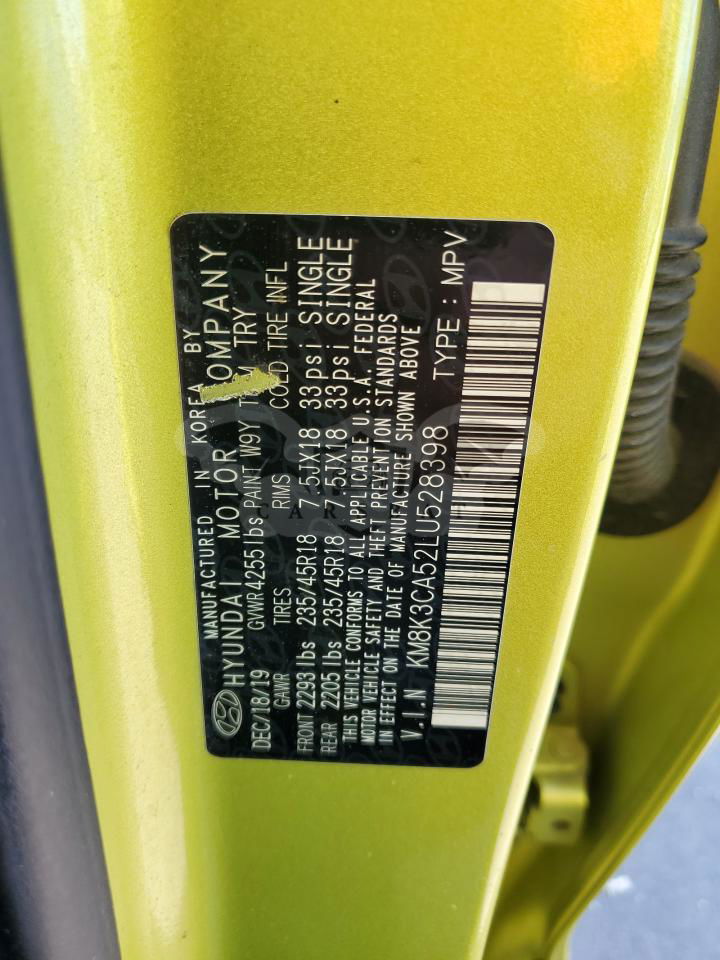 MANUFACTURED IN KOREA BY
HYUNDAI MOTOR COMPANY
DEC/18/19 GVWR 4255 lbs PAINT W9Y TRIM TRY
GAWR TIRES RIMS COLD TIRE INFL
FRONT 2293 lbs 235/45R18 7.5JX18 33psi SINGLE
REAR 2205 lbs 235/45R18 7.5JX18 33psi SINGLE
THIS VEHICLE CONFORMS TO ALL APPLICABLE U.S.A. FEDERAL
MOTOR VEHICLE SAFETY AND THEFT PREVENTION STANDARDS
IN EFFECT ON THE DATE OF MANUFACTURE SHOWN ABOVE
V.I.N KM8K3CA52LU528398 TYPE : MPV